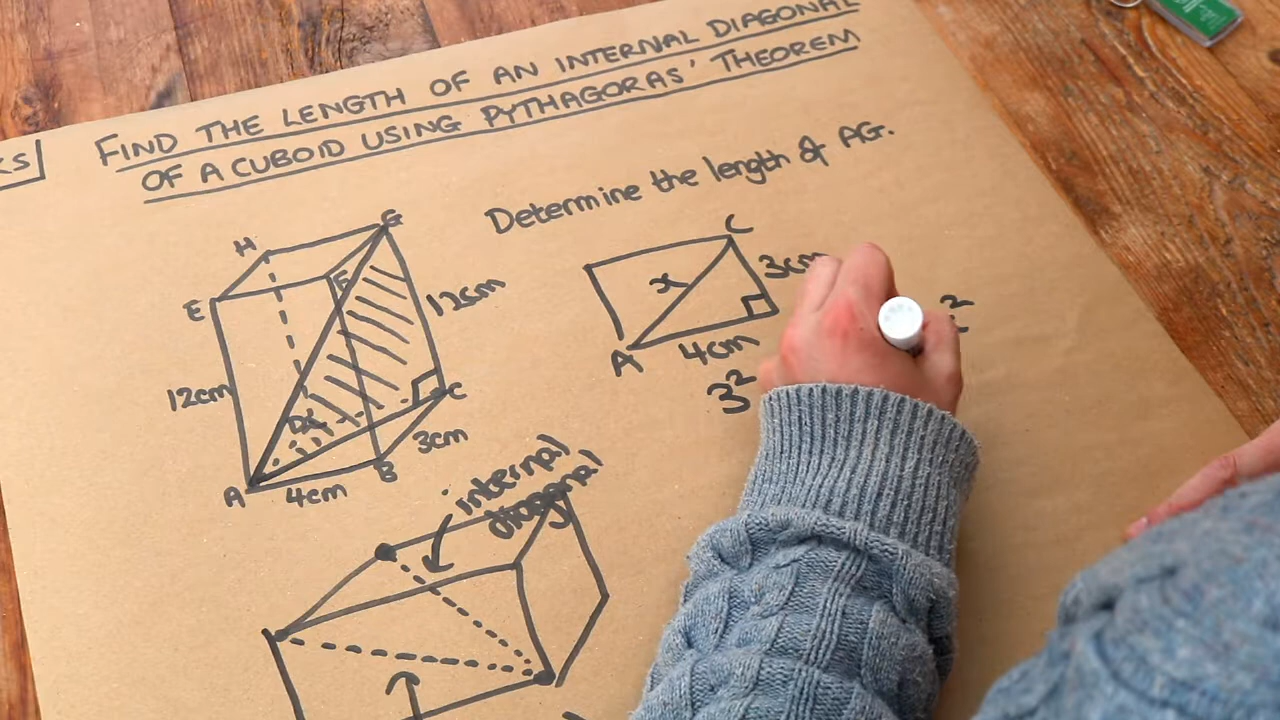 FIND THE LENGTH OF AN INTERNAL DIAGONAL
OF A CUBOID USING PYTHAGORAS' THEOREM
KS
Determine the length of AG.
G
H
E
F
12cm
12cm
D
x
C
3cm
B
A
4cm
C
x
3cm
A
4cm
3²
internal
diagonal